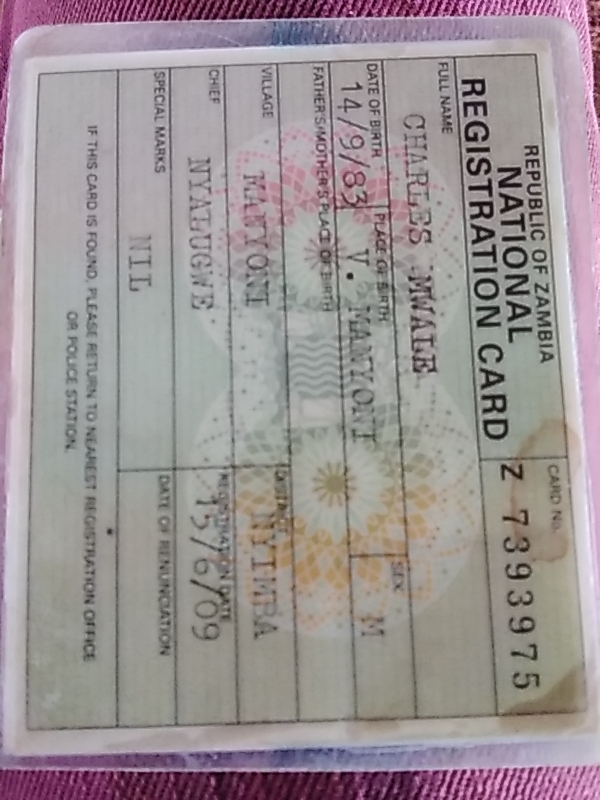 REPUBLIC OF ZAMBIA
NATIONAL
REGISTRATION CARD
CARD No.
Z 7393975
FULL NAME
CHARLES MWALE
DATE OF BIRTH
14/9/83
PLACE OF BIRTH
V. MANYONI
SEX
M
FATHER'S/MOTHER'S PLACE OF BIRTH
VILLAGE
MANYONI
DISTRICT
NYIMBA
CHIEF
NYALUGWE
REGISTRATION DATE
15/6/09
SPECIAL MARKS
NIL
DATE OF RENUNCIATION
IF THIS CARD IS FOUND, PLEASE RETURN TO NEAREST REGISTRATION OFFICE
OR POLICE STATION.